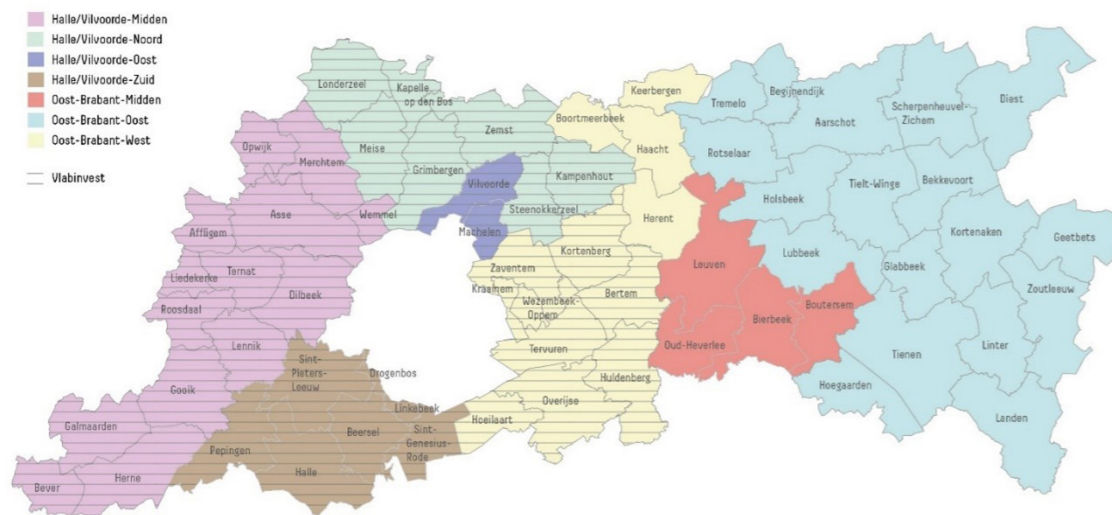 Halle/Vilvoorde-Midden
Halle/Vilvoorde-Noord
Halle/Vilvoorde-Oost
Halle/Vilvoorde-Zuid
Oost-Brabant-Midden
Oost-Brabant-Oost
Oost-Brabant-West
Vlabinvest
Londerzeel
Kapelle
op den Bos
Opwijk
Merchtem
Meise
Zemst
Grimbergen
Vilvoorde
Kampenhout
Steenokkerzeel
Machelen
Wemmel
Asse
Affligem
Liedekerke
Ternat
Dilbeek
Roosdaal
Lennik
Gooik
Galmaarden
Bever
Herne
Sint-
Pieters-
Leeuw
Drogenbos
Linkebeek
Beersel
Sint-
Genesius-
Rode
Pepingen
Halle
Keerbergen
Boortmeerbeek
Haacht
Herent
Kortenberg
Zaventem
Kraainem
Wezembeek-
Oppem
Bertem
Tervuren
Huldenberg
Overijse
Hoeilaart
Leuven
Oud-Heverlee
Bierbeek
Boutersem
Tremelo
Begijnendijk
Aarschot
Scherpenheuvel-
Zichem
Diest
Rotselaar
Holsbeek
Tielt-Winge
Bekkevoort
Lubbeek
Glabbeek
Kortenaken
Geetbets
Zoutleeuw
Linter
Tienen
Hoegaarden
Landen